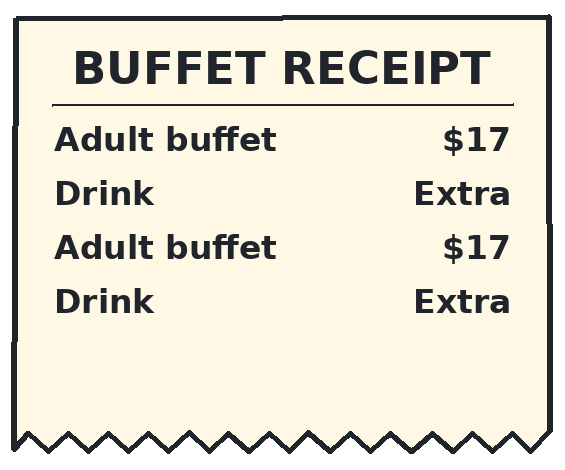 BUFFET RECEIPT
Adult buffet $17
Drink Extra
Adult buffet $17
Drink Extra